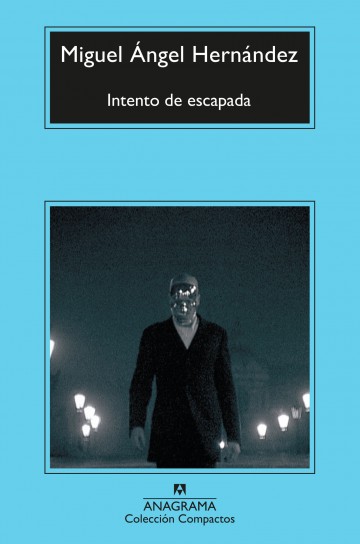 Miguel Ángel Hernández
Intento de escapada
ANAGRAMA
Colección Compactos